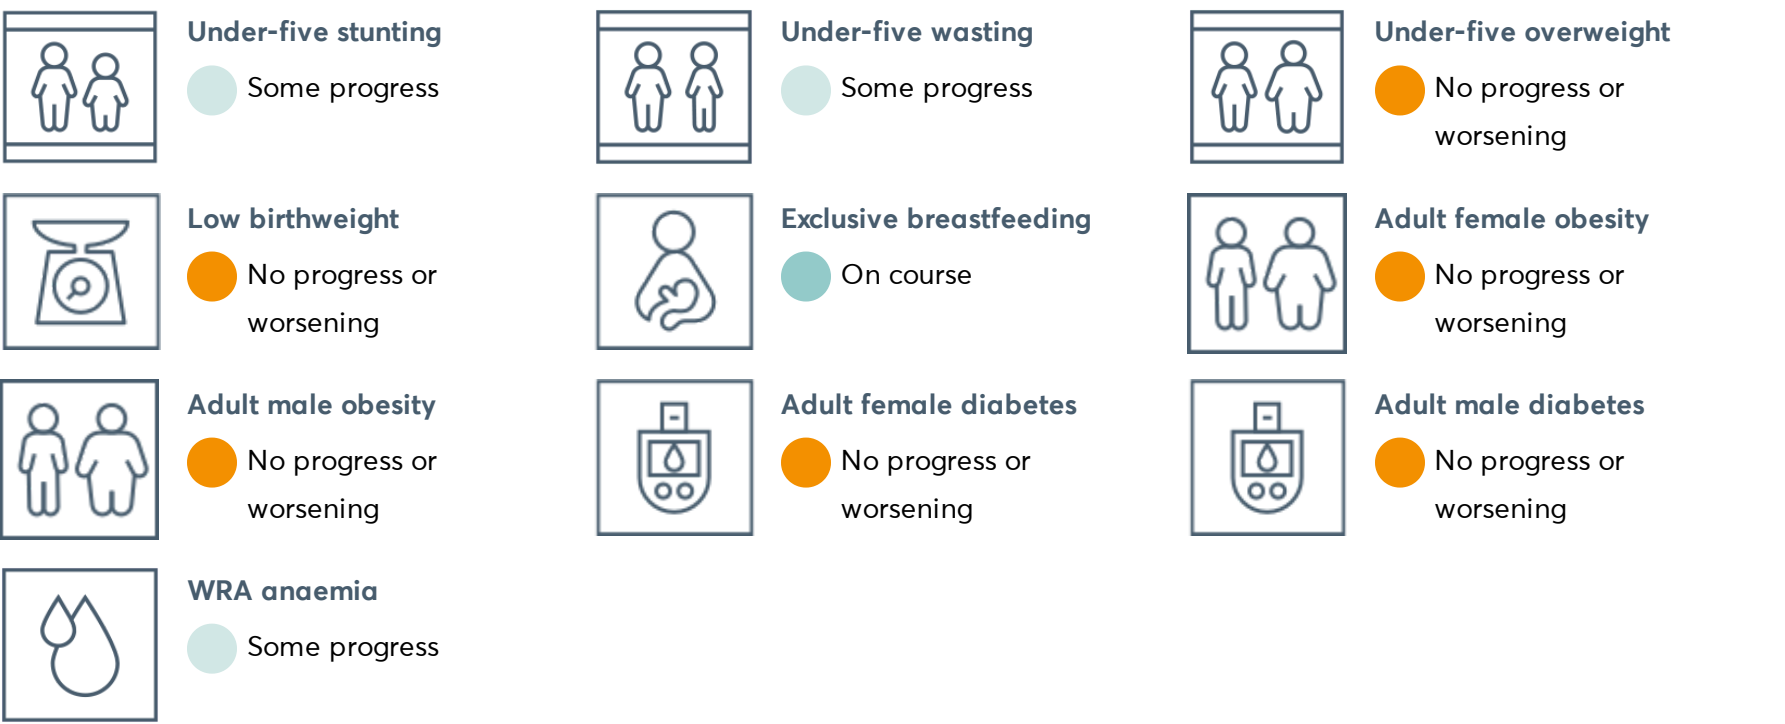 Under-five stunting
Some progress
Under-five wasting
Some progress
Under-five overweight
No progress or
worsening
Low birthweight
No progress or
worsening
Exclusive breastfeeding
On course
Adult female obesity
No progress or
worsening
Adult male obesity
No progress or
worsening
Adult female diabetes
No progress or
worsening
Adult male diabetes
No progress or
worsening
WRA anaemia
Some progress